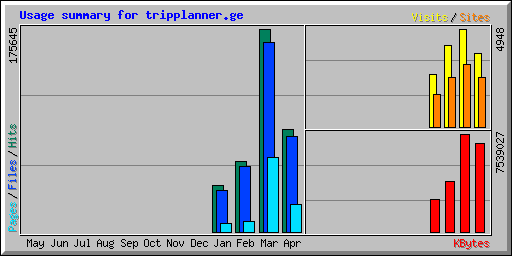 Usage summary for tripplanner.ge
Visits/Sites
175645
4948
Pages/Files/Hits
7539027
May Jun Jul Aug Sep Oct Nov Dec Jan Feb Mar Apr
KBytes